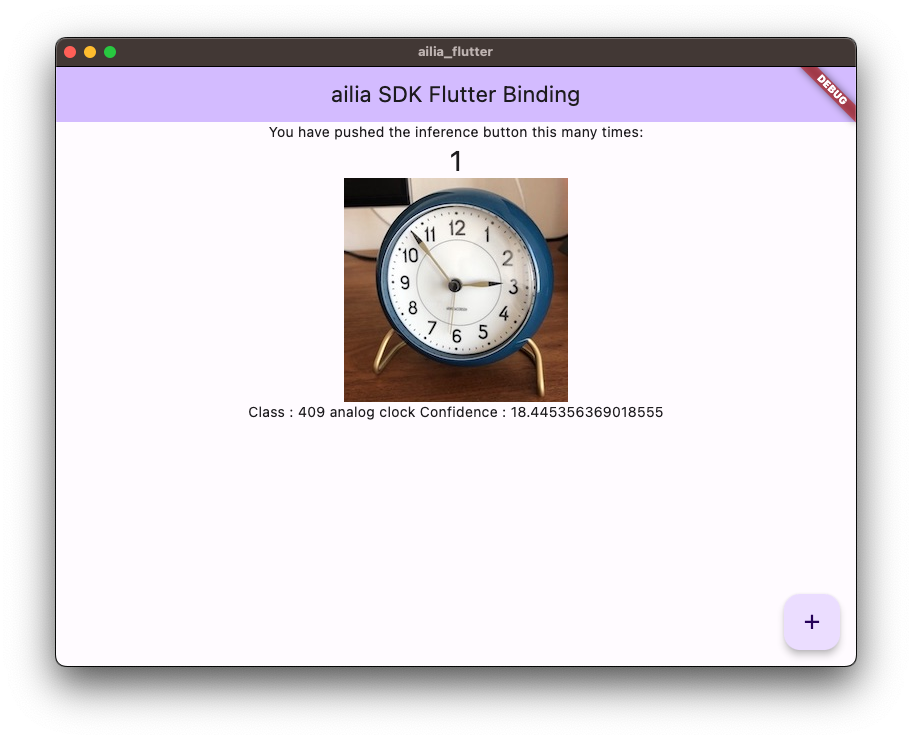 ailia_flutter
ailia SDK Flutter Binding
DEBUG
You have pushed the inference button this many times:
1
12
11
1
10
2
9
3
8
4
7
5
6
Class : 409 analog clock Confidence : 18.445356369018555
+